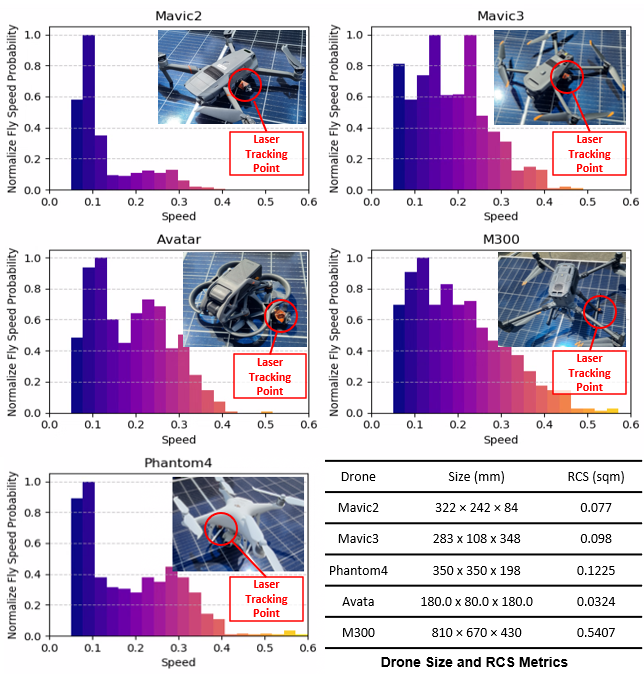 Mavic2
Normalize Fly Speed Probability
1.0
0.8
0.6
0.4
0.2
0.0
0.0 0.1 0.2 0.3 0.4 0.5 0.6
Speed
Laser
Tracking
Point
Mavic3
Normalize Fly Speed Probability
1.0
0.8
0.6
0.4
0.2
0.0
0.0 0.1 0.2 0.3 0.4 0.5 0.6
Speed
Laser
Tracking
Point
Avatar
Normalize Fly Speed Probability
1.0
0.8
0.6
0.4
0.2
0.0
0.0 0.1 0.2 0.3 0.4 0.5 0.6
Speed
Laser
Tracking
Point
M300
Normalize Fly Speed Probability
1.0
0.8
0.6
0.4
0.2
0.0
0.0 0.1 0.2 0.3 0.4 0.5 0.6
Speed
Laser
Tracking
Point
Phantom4
Normalize Fly Speed Probability
1.0
0.8
0.6
0.4
0.2
0.0
0.0 0.1 0.2 0.3 0.4 0.5 0.6
Speed
Laser
Tracking
Point
Drone Size (mm) RCS (sqm)
Mavic2 322 × 242 × 84 0.077
Mavic3 283 x 108 x 348 0.098
Phantom4 350 x 350 x 198 0.1225
Avata 180.0 x 80.0 x 180.0 0.0324
M300 810 × 670 × 430 0.5407
Drone Size and RCS Metrics